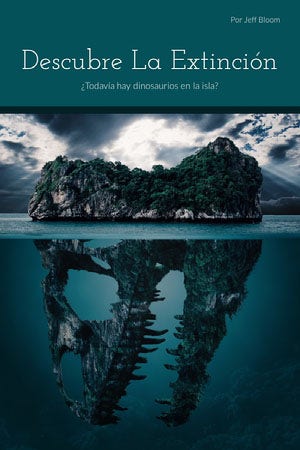 Por Jeff Bloom
Descubre La Extinción
¿Todavía hay dinosaurios en la isla?